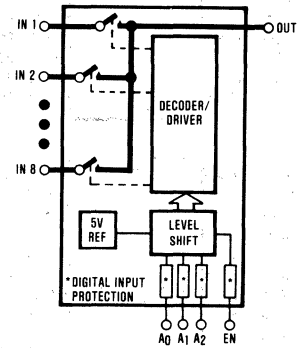 IN 1
OUT
IN 2
DECODER/
DRIVER
IN 8
5V
REF
LEVEL
SHIFT
* DIGITAL INPUT
PROTECTION
* * * *
A0 A1 A2 EN